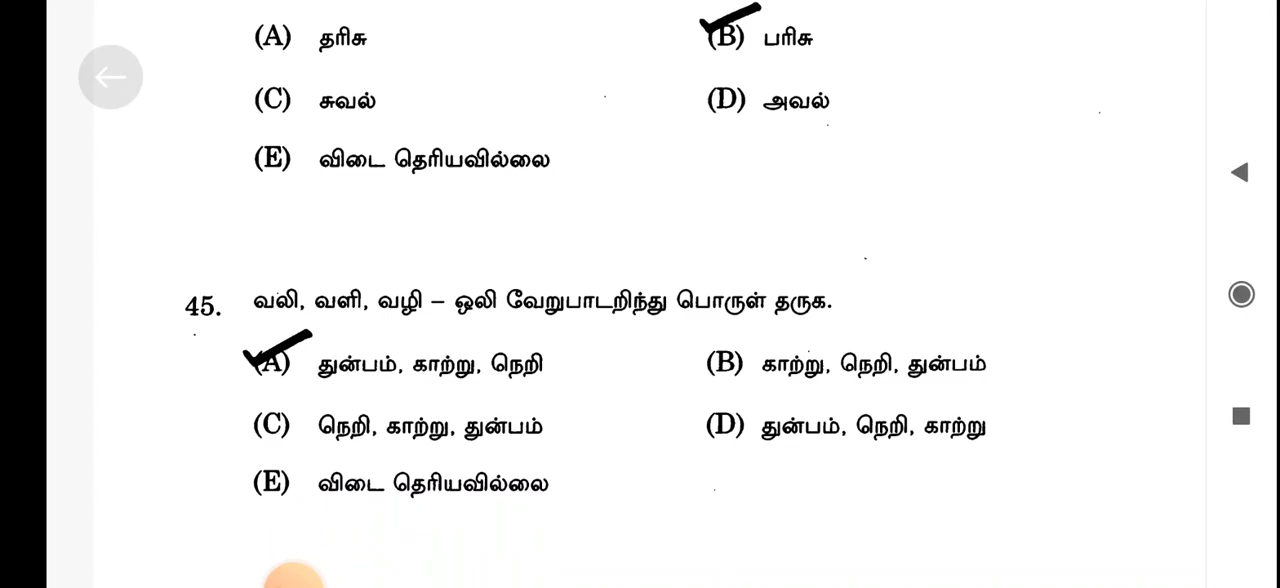 (A) தரிசு (B) பரிசு
(C) சுவல் (D) அவல்
(E) விடை தெரியவில்லை
45. வலி, வளி, வழி – ஒலி வேறுபாடறிந்து பொருள் தருக.
(A) துன்பம், காற்று, நெறி (B) காற்று, நெறி, துன்பம்
(C) நெறி, காற்று, துன்பம் (D) துன்பம், நெறி, காற்று
(E) விடை தெரியவில்லை